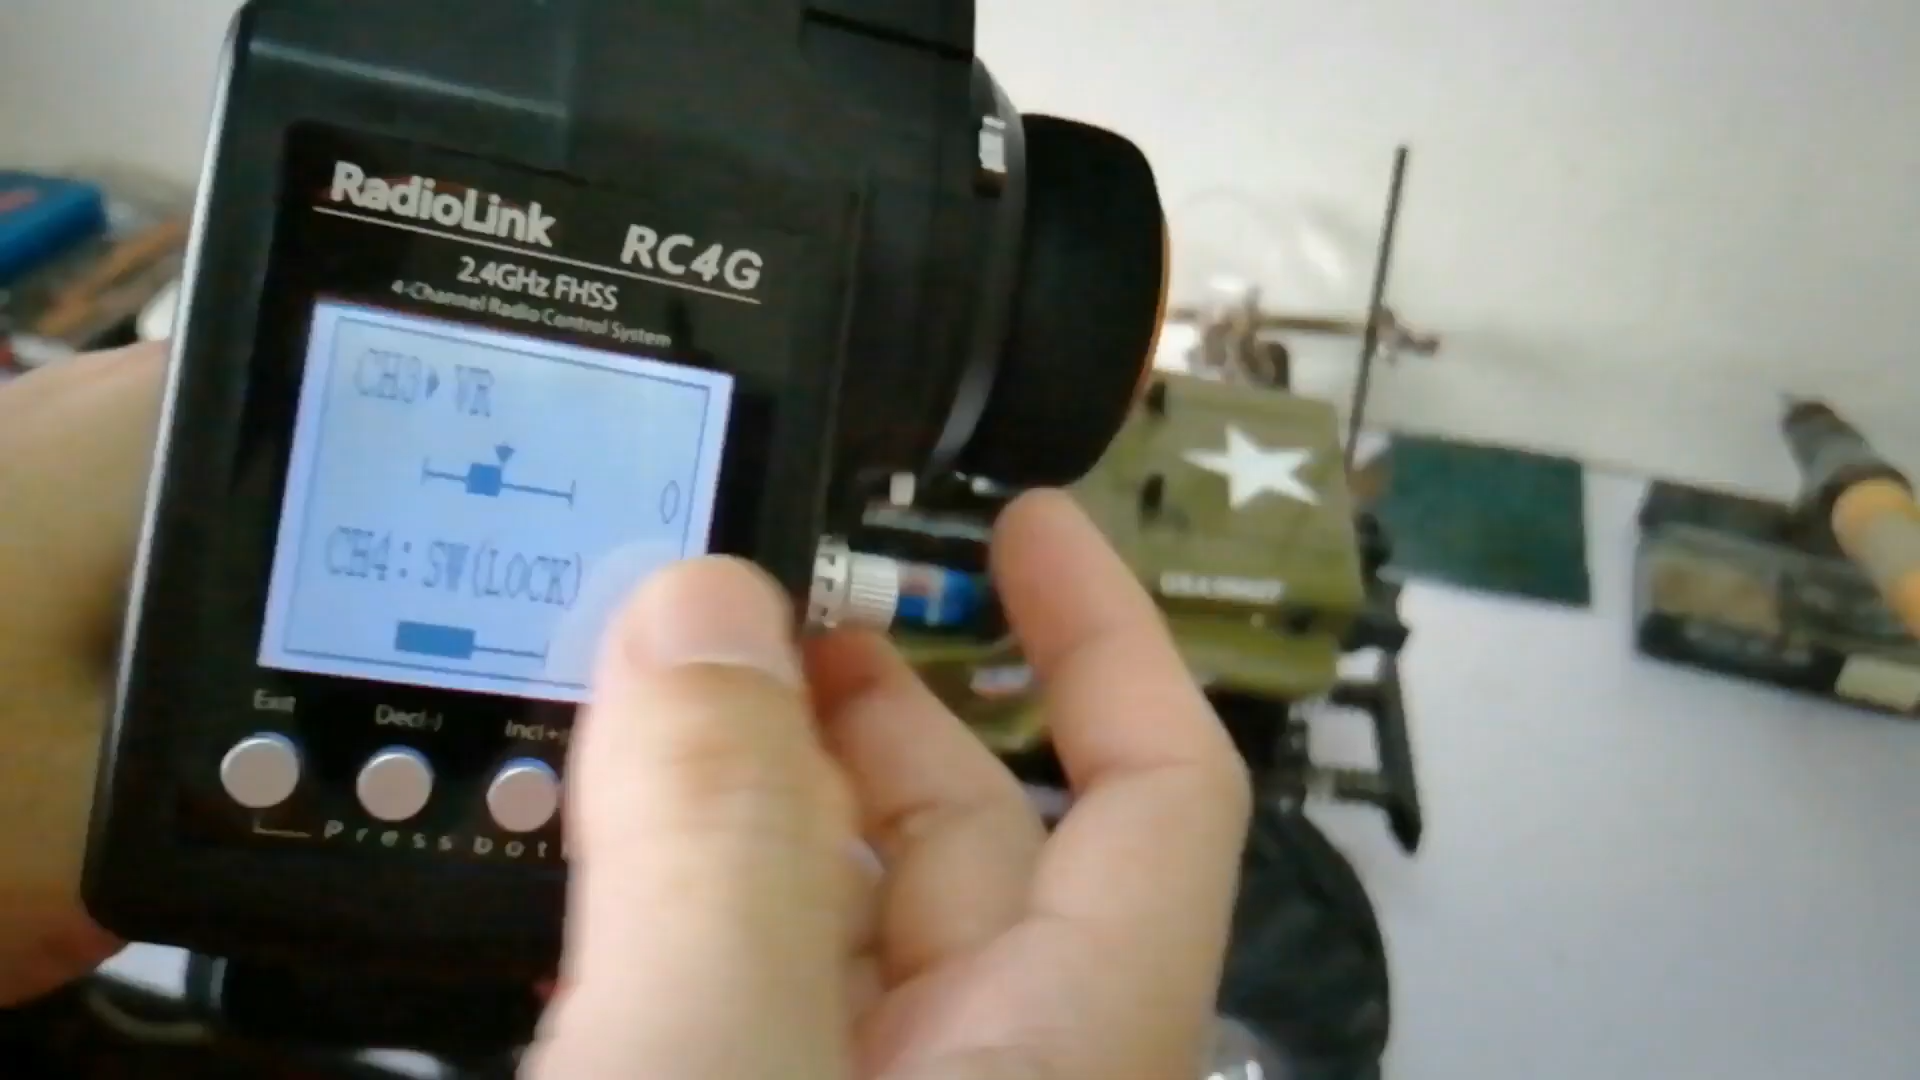 RadioLink RC4G
2.4GHz FHSS
4-Channel Radio Control System
CH3▸ VR
0
CH4: SW(LOCK)
Exit Dec(-) Inc(+)
press bot